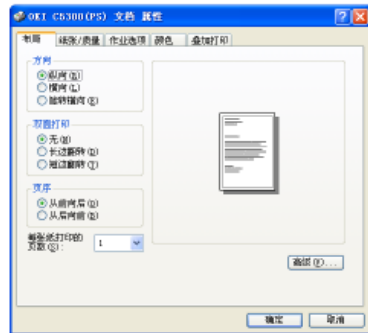 OKI C5300(PS) 文档 属性
布局 纸张/质量 作业选项 颜色 叠加打印
方向
纵向(R)
横向(L)
旋转横向(E)
双面打印
无(N)
长边翻转(D)
短边翻转(T)
页序
从前向后(D)
从后向前(B)
每张纸打印的
页数(S): 1
高级(V)...
确定 取消